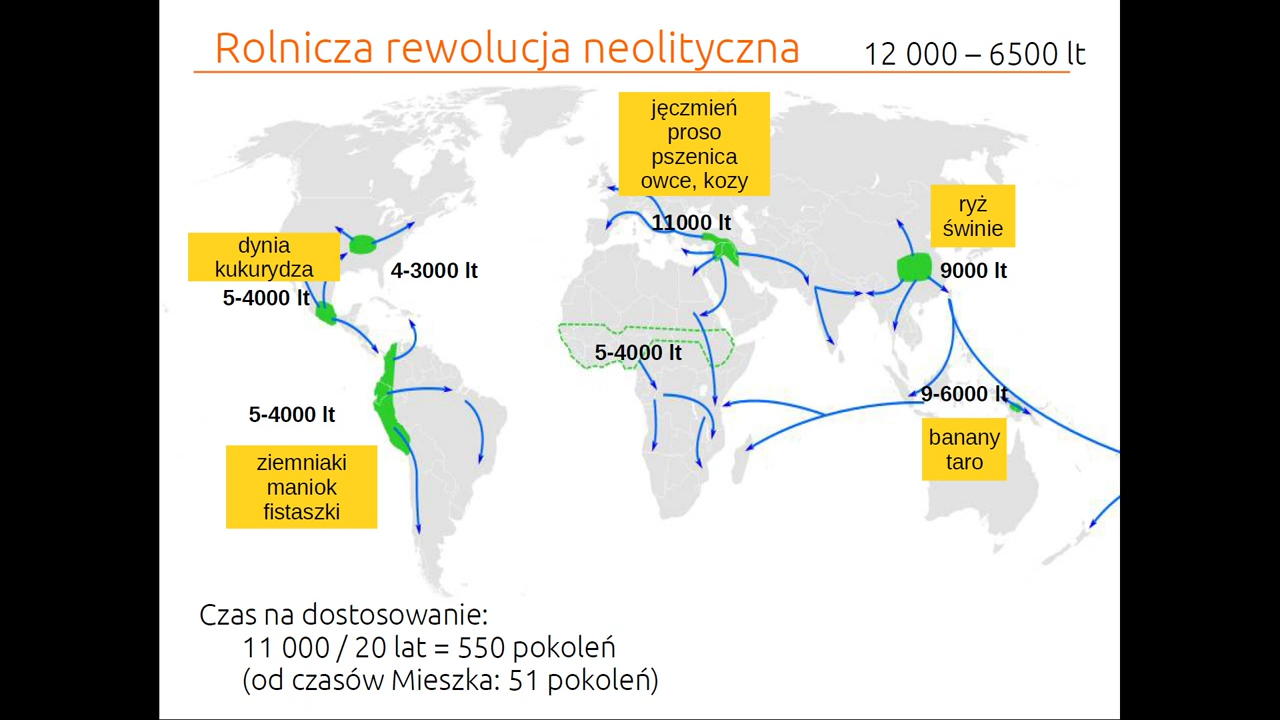 Rolnicza rewolucja neolityczna
12 000 – 6500 lt
jęczmień
proso
pszenica
owce, kozy
11000 lt
ryż
świnie
9000 lt
dynia
kukurydza
5-4000 lt
4-3000 lt
5-4000 lt
5-4000 lt
9-6000 lt
banany
taro
ziemniaki
maniok
fistaszki
Czas na dostosowanie:
11 000 / 20 lat = 550 pokoleń
(od czasów Mieszka: 51 pokoleń)